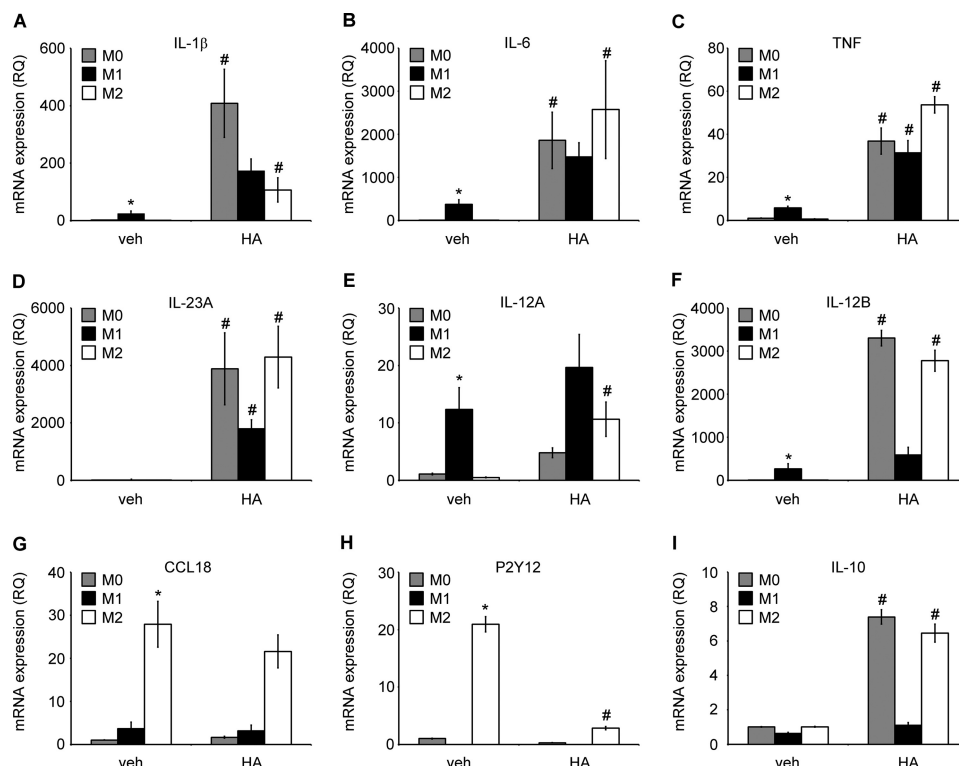 A
IL-1β
mRNA expression (RQ)
600
400
200
0
M0
M1
M2
*
#
#
veh
HA
B
IL-6
mRNA expression (RQ)
4000
3000
2000
1000
0
M0
M1
M2
*
#
#
veh
HA
C
TNF
mRNA expression (RQ)
80
60
40
20
0
M0
M1
M2
*
#
#
#
veh
HA
D
IL-23A
mRNA expression (RQ)
6000
4000
2000
0
M0
M1
M2
#
#
#
veh
HA
E
IL-12A
mRNA expression (RQ)
30
20
10
0
M0
M1
M2
*
#
veh
HA
F
IL-12B
mRNA expression (RQ)
4000
3000
2000
1000
0
M0
M1
M2
*
#
#
veh
HA
G
CCL18
mRNA expression (RQ)
40
30
20
10
0
M0
M1
M2
*
veh
HA
H
P2Y12
mRNA expression (RQ)
30
20
10
0
M0
M1
M2
*
#
veh
HA
I
IL-10
mRNA expression (RQ)
10
8
6
4
2
0
M0
M1
M2
#
#
veh
HA